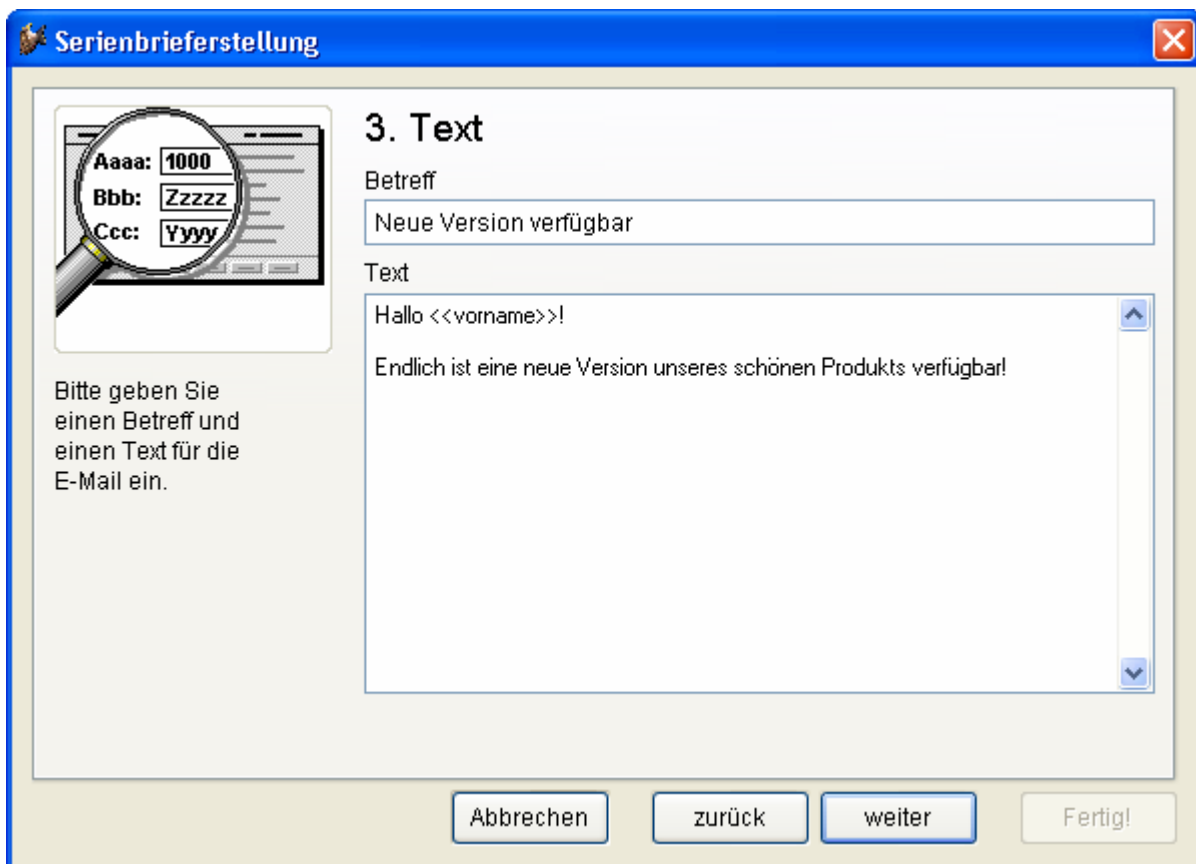 Serienbrieferstellung
Aaaa: 1000
Bbb: Zzzzz
Ccc: Yyyy
3. Text
Betreff
Neue Version verfügbar
Text
Hallo <<vorname>>!
Endlich ist eine neue Version unseres schönen Produkts verfügbar!
Bitte geben Sie
einen Betreff und
einen Text für die
E-Mail ein.
Abbrechen zurück weiter Fertig!